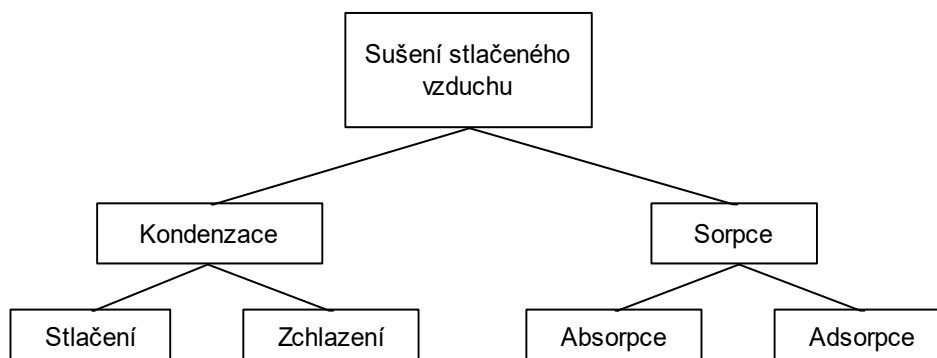 Sušení stlačeného
vzduchu
Kondenzace
Sorpce
Stlačení
Zchlazení
Absorpce
Adsorpce